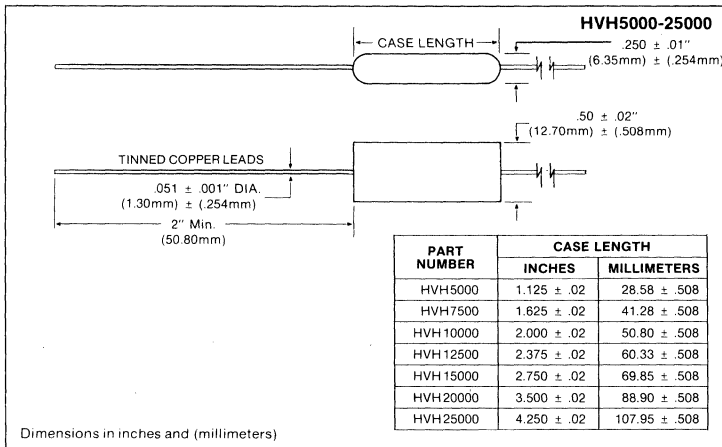 HVH5000-25000
CASE LENGTH
.250 ± .01"
(6.35mm) ± (.254mm)
.50 ± .02"
(12.70mm) ± (.508mm)
TINNED COPPER LEADS
.051 ± .001" DIA.
(1.30mm) ± (.254mm)
2" Min.
(50.80mm)
PART NUMBER CASE LENGTH
INCHES MILLIMETERS
HVH5000 1.125 ± .02 28.58 ± .508
HVH7500 1.625 ± .02 41.28 ± .508
HVH10000 2.000 ± .02 50.80 ± .508
HVH12500 2.375 ± .02 60.33 ± .508
HVH15000 2.750 ± .02 69.85 ± .508
HVH20000 3.500 ± .02 88.90 ± .508
HVH25000 4.250 ± .02 107.95 ± .508
Dimensions in inches and (millimeters)